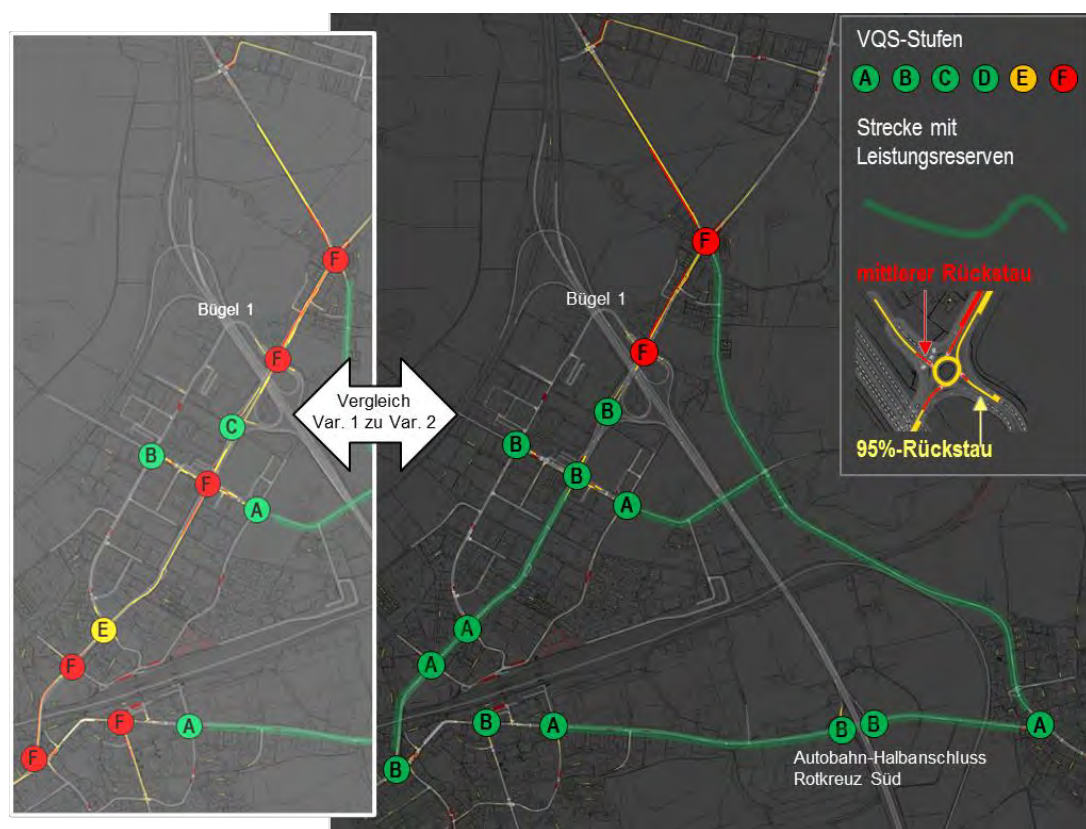 VQS-Stufen
A B C D E F
Strecke mit
Leistungsreserven
mittlerer Rückstau
95%-Rückstau
Bügel 1
F
F
C
B
F
A
E
F
F
A
F
Vergleich
Var. 1 zu Var. 2
F
Bügel 1
F
B
B
B
A
A
A
B
A
B
B
A
B
Autobahn-Halbanschluss
Rotkreuz Süd